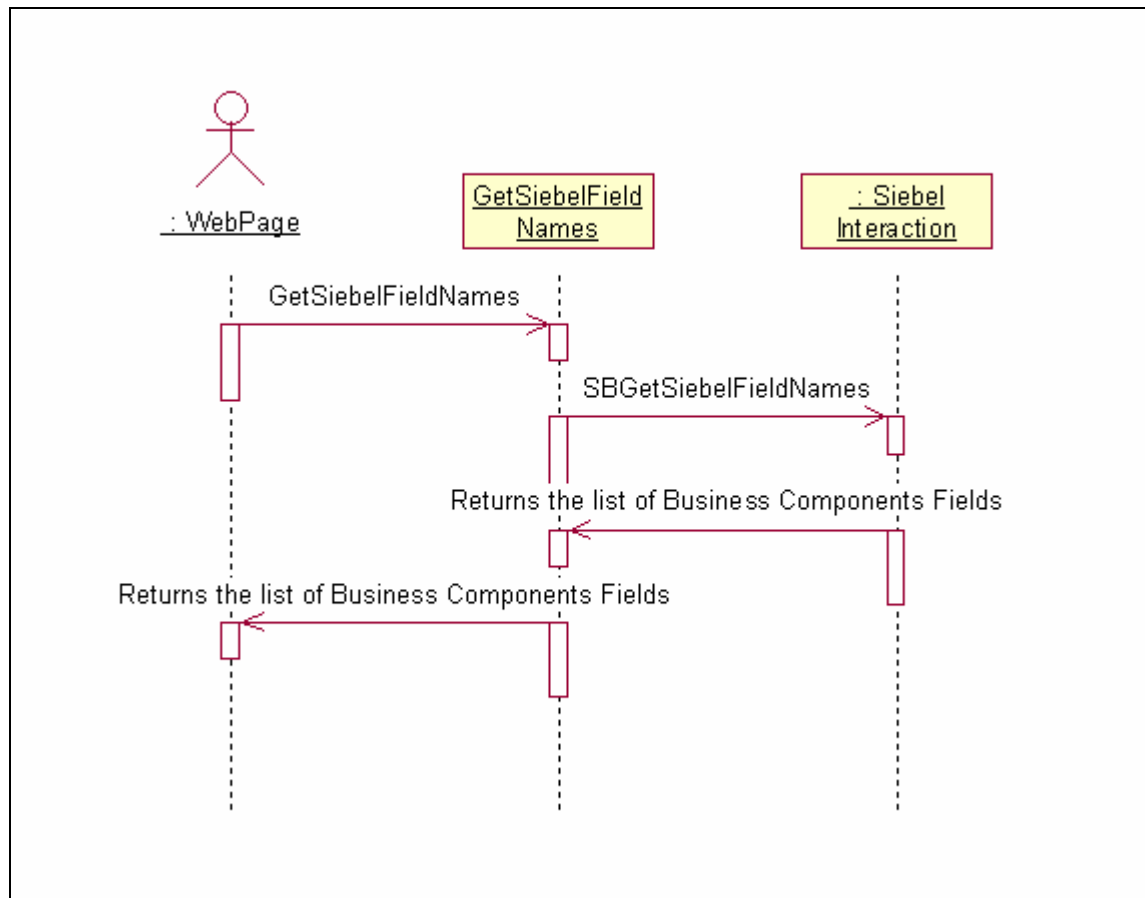 : WebPage
GetSiebelField
Names
: Siebel
Interaction
GetSiebelFieldNames
SBGetSiebelFieldNames
Returns the list of Business Components Fields
Returns the list of Business Components Fields